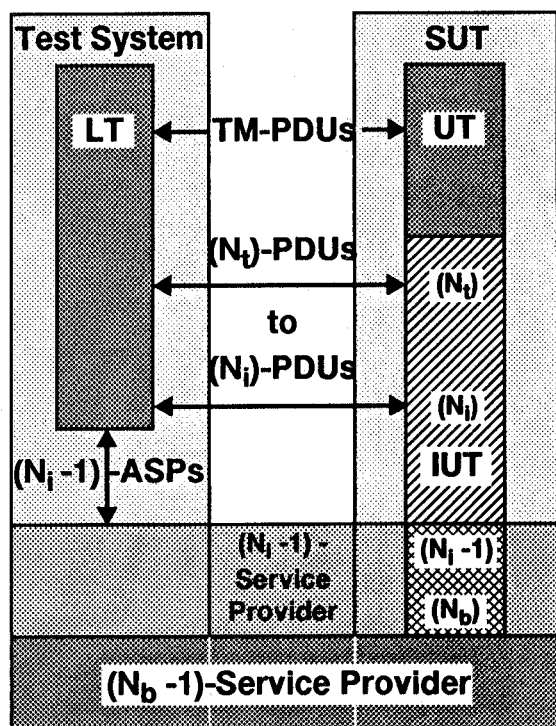 Test System
SUT
LT
TM-PDUs
UT
(Nt)-PDUs
(Nt)
to
(Ni)-PDUs
(Ni)
(Ni -1) -ASPs
IUT
(Ni -1) -
Service
Provider
(Ni -1)
(Nb)
(Nb -1)-Service Provider